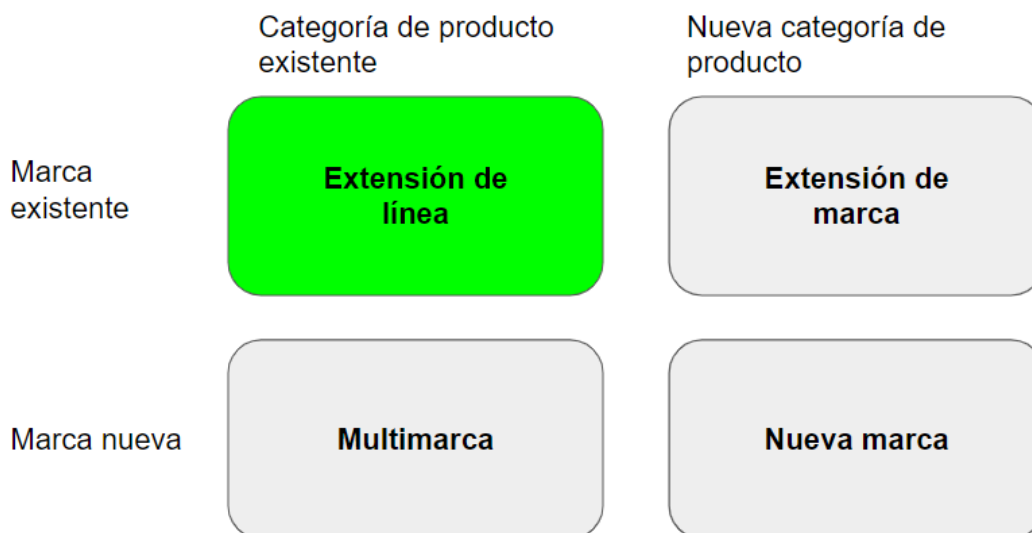 Categoría de producto
existente
Nueva categoría de
producto
Marca
existente
Extensión de
línea
Extensión de
marca
Marca nueva
Multimarca
Nueva marca